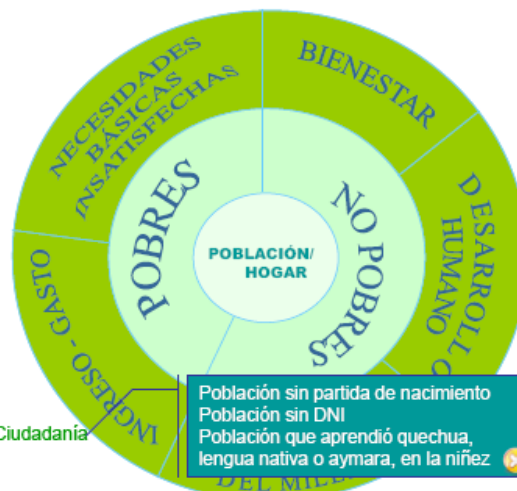 NECESIDADES
BÁSICAS
INSATISFECHAS
BIENESTAR
DESARROLLO
HUMANO
POBRES
NO POBRES
POBLACIÓN/
HOGAR
INGRESO - GASTO
Ciudadanía
Población sin partida de nacimiento
Población sin DNI
Población que aprendió quechua,
lengua nativa o aymara, en la niñez
DEL